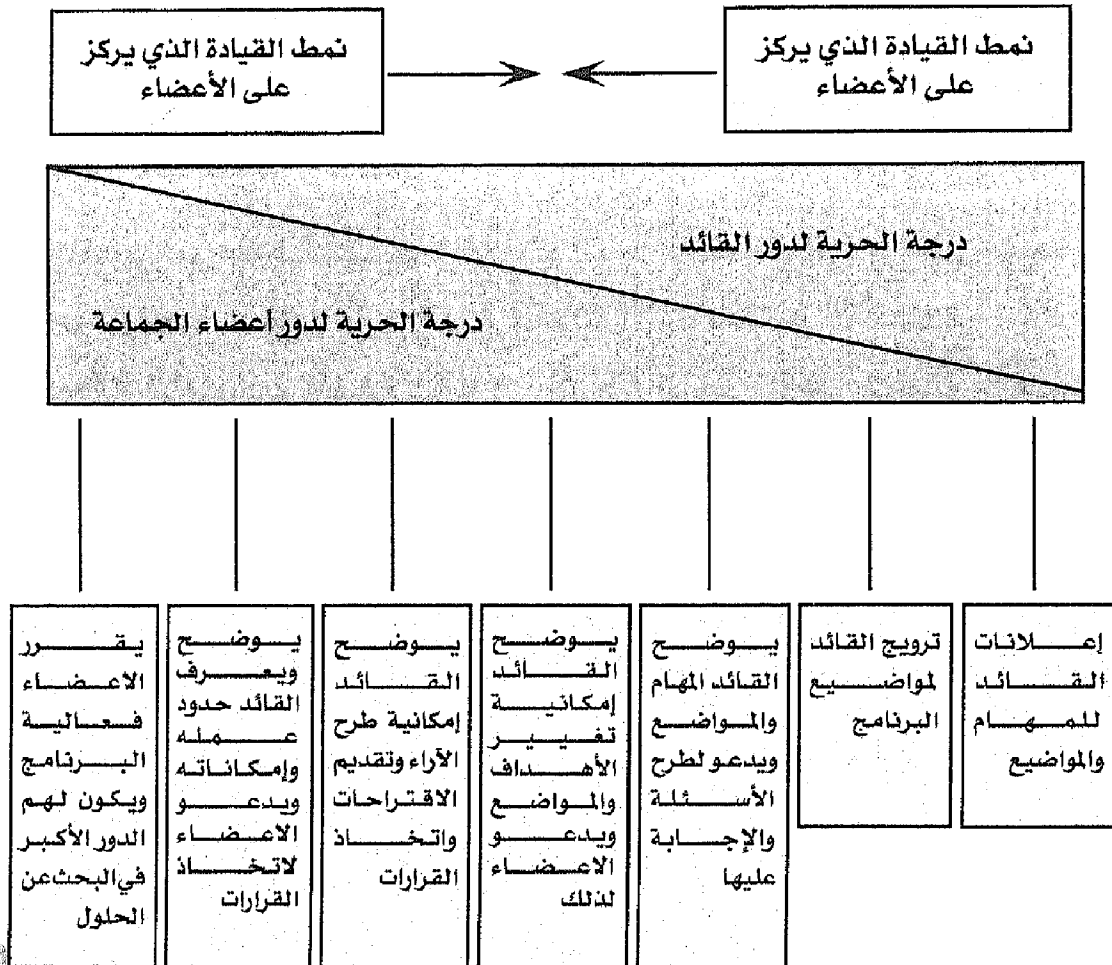 نمط القيادة الذي يركز
على الأعضاء
نمط القيادة الذي يركز
على الأعضاء
درجة الحرية لدور القائد
درجة الحرية لدور أعضاء الجماعة
إعلانات
القائد
للمهام
والمواضيع
ترويج القائد
لمواضيع
البرنامج
يوضح
القائد المهام
والمواضع
ويدعو لطرح
الأسئلة
والإجابة
عليها
يوضح
القائد
إمكانية
تغيير
الأهداف
والمواضع
ويدعو
الاعضاء
لذلك
يوضح
القائد
إمكانية طرح
الآراء وتقديم
الاقتراحات
واتخاذ
القرارات
يوضح
ويعرف
القائد حدود
عمله
وإمكاناته
ويدعو
الاعضاء
لاتخاذ
القرارات
يقرر
الاعضاء
فعالية
البرنامج
ويكون لهم
الدور الأكبر
في البحث عن
الحلول